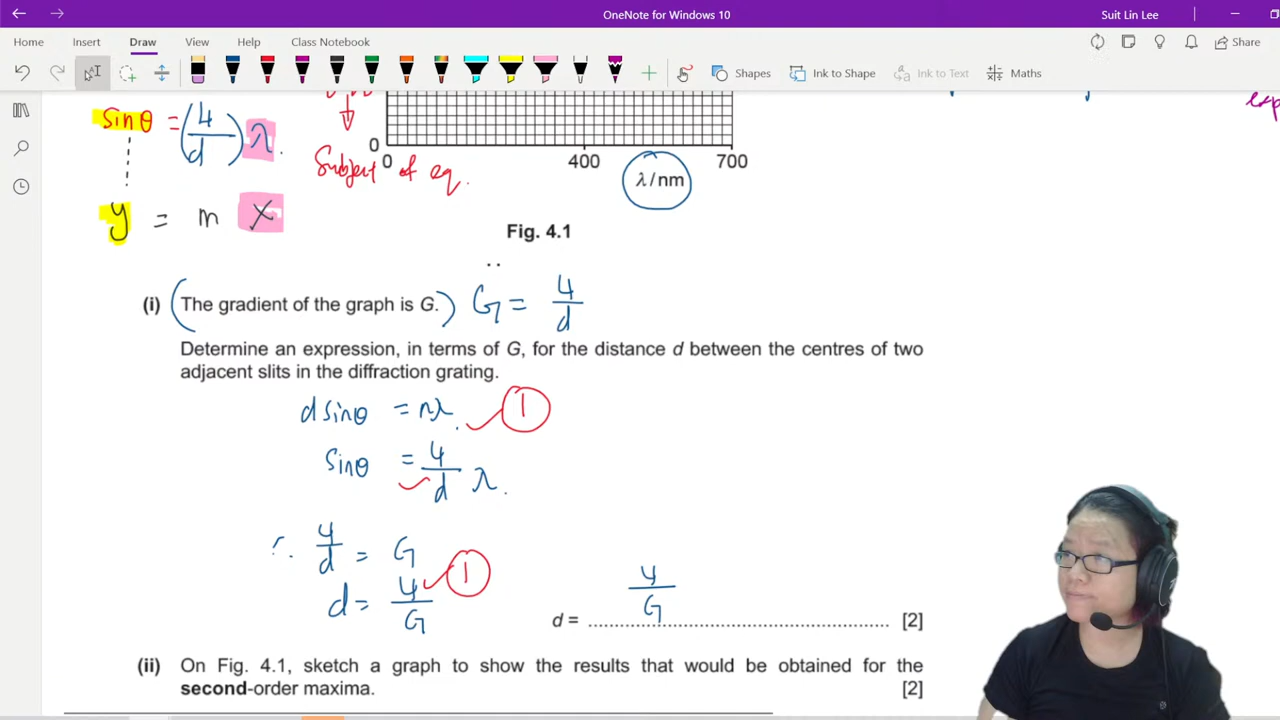 OneNote for Windows 10
Suit Lin Lee
Home Insert Draw View Help Class Notebook
Share
Shapes Ink to Shape Ink to Text Maths
sinθ = (4/d) λ.
0
0 400 700
Subject of eq.
λ/nm
exp
y = m x
Fig. 4.1
(i) (The gradient of the graph is G.) G = 4/d
Determine an expression, in terms of G, for the distance d between the centres of two
adjacent slits in the diffraction grating.
d sinθ = nλ. ✓ 1
sinθ = 4/d λ.
∴ 4/d = G
d = 4/G ✓ 1
4/G
d = ............................................................ [2]
(ii) On Fig. 4.1, sketch a graph to show the results that would be obtained for the
second-order maxima. [2]